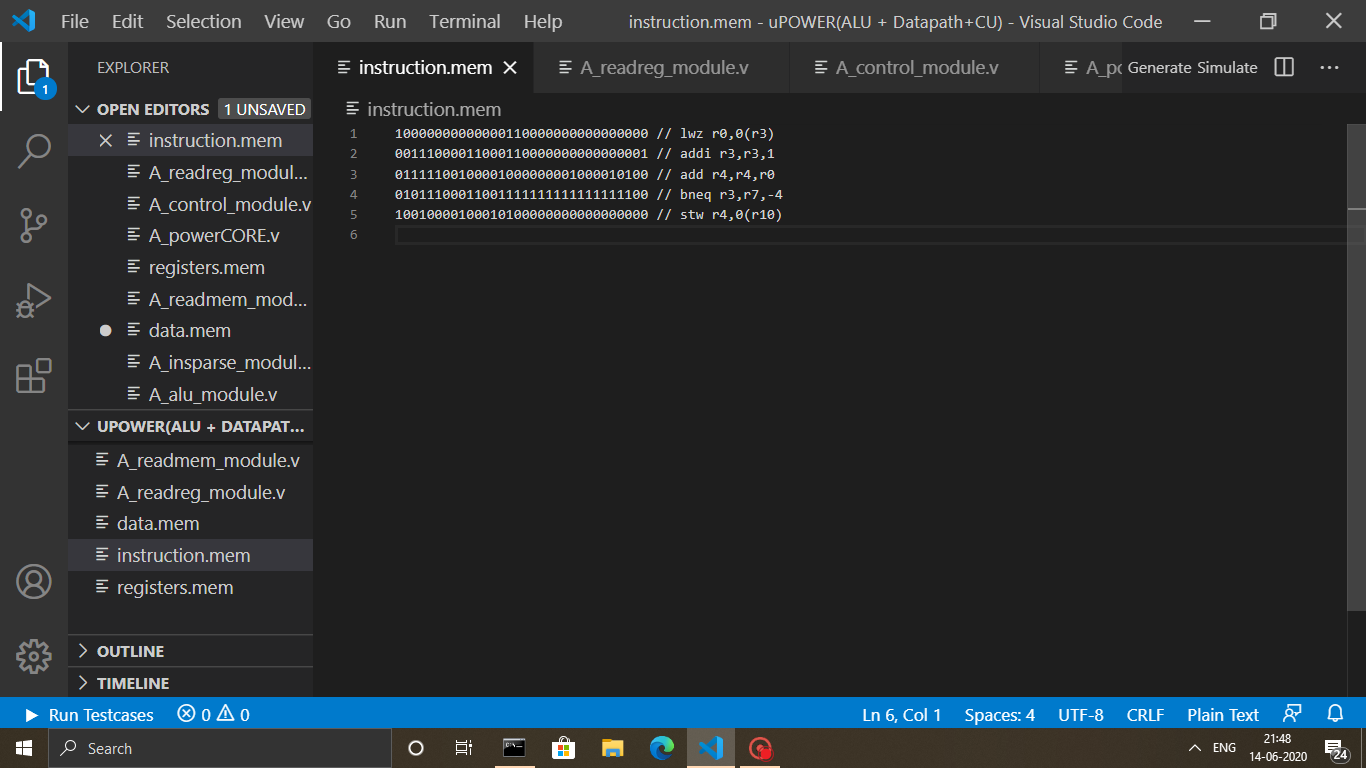 File Edit Selection View Go Run Terminal Help instruction.mem - uPOWER(ALU + Datapath+CU) - Visual Studio Code
EXPLORER
instruction.mem A_readreg_module.v A_control_module.v A_po Generate Simulate
OPEN EDITORS 1 UNSAVED
instruction.mem
A_readreg_modul...
A_control_module.v
A_powerCORE.v
registers.mem
A_readmem_mod...
data.mem
A_insparse_modul...
A_alu_module.v
UPOWER(ALU + DATAPAT...
A_readmem_module.v
A_readreg_module.v
data.mem
instruction.mem
registers.mem
OUTLINE
TIMELINE
1
instruction.mem
1 10000000000000110000000000000000 // lwz r0,0(r3)
2 00111000011000110000000000000001 // addi r3,r3,1
3 01111100100001000000001000010100 // add r4,r4,r0
4 01011100011001111111111111111100 // bneq r3,r7,-4
5 10010000100010100000000000000000 // stw r4,0(r10)
6
Run Testcases 0 0 Ln 6, Col 1 Spaces: 4 UTF-8 CRLF Plain Text
Search ENG 21:48
14-06-2020 24